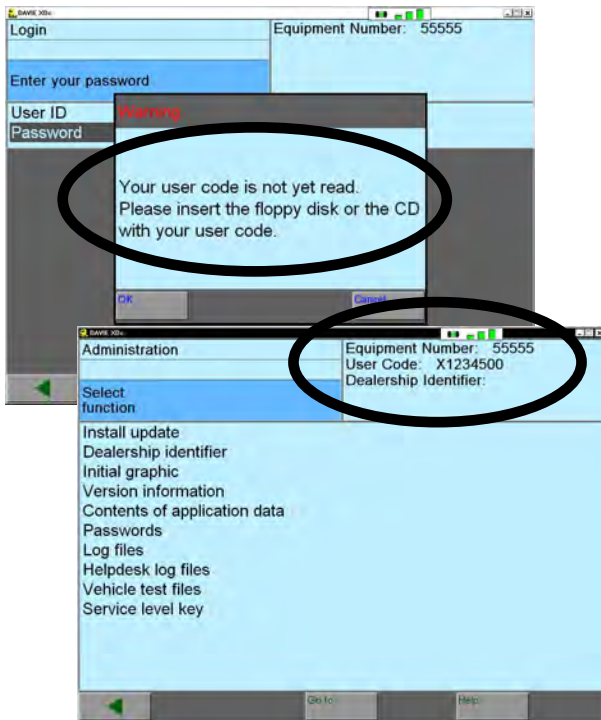 DAVIE XDc
Login
Equipment Number: 55555
Enter your password
User ID
Password
Warning
Your user code is not yet read.
Please insert the floppy disk or the CD
with your user code.
OK
Cancel
DAVIE XDc
Administration
Equipment Number: 55555
User Code: X1234500
Dealership Identifier:
Select
function
Install update
Dealership identifier
Initial graphic
Version information
Contents of application data
Passwords
Log files
Helpdesk log files
Vehicle test files
Service level key
Go to
Help